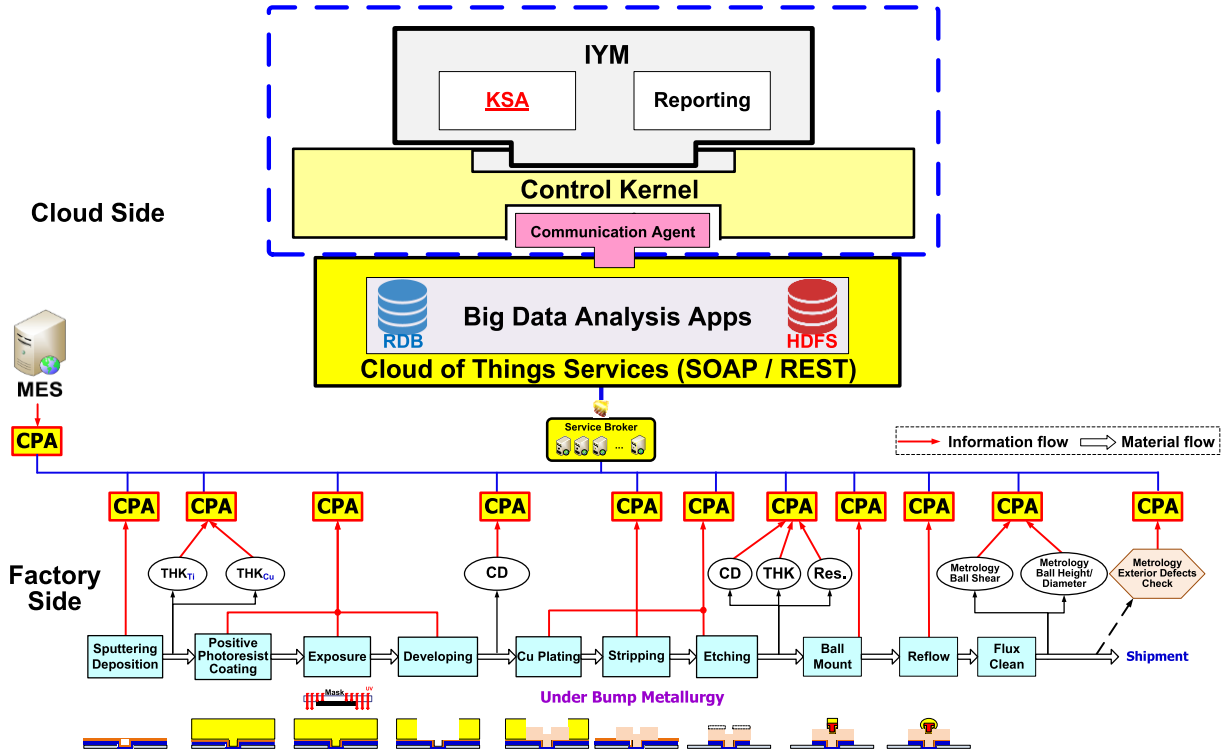 IYM
KSA
Reporting
Control Kernel
Communication Agent
Cloud Side
Big Data Analysis Apps
RDB
HDFS
Cloud of Things Services (SOAP / REST)
MES
CPA
Service Broker
...
Information flow
Material flow
CPA
CPA
CPA
CPA
CPA
CPA
CPA
CPA
CPA
CPA
CPA
Factory
Side
THKTi
THKCu
CD
CD
THK
Res.
Metrology
Ball Shear
Metrology
Ball Height/
Diameter
Metrology
Exterior Defects
Check
Sputtering
Deposition
Positive
Photoresist
Coating
Exposure
Developing
Cu Plating
Stripping
Etching
Ball
Mount
Reflow
Flux
Clean
Shipment
Mask
UV
Under Bump Metallurgy